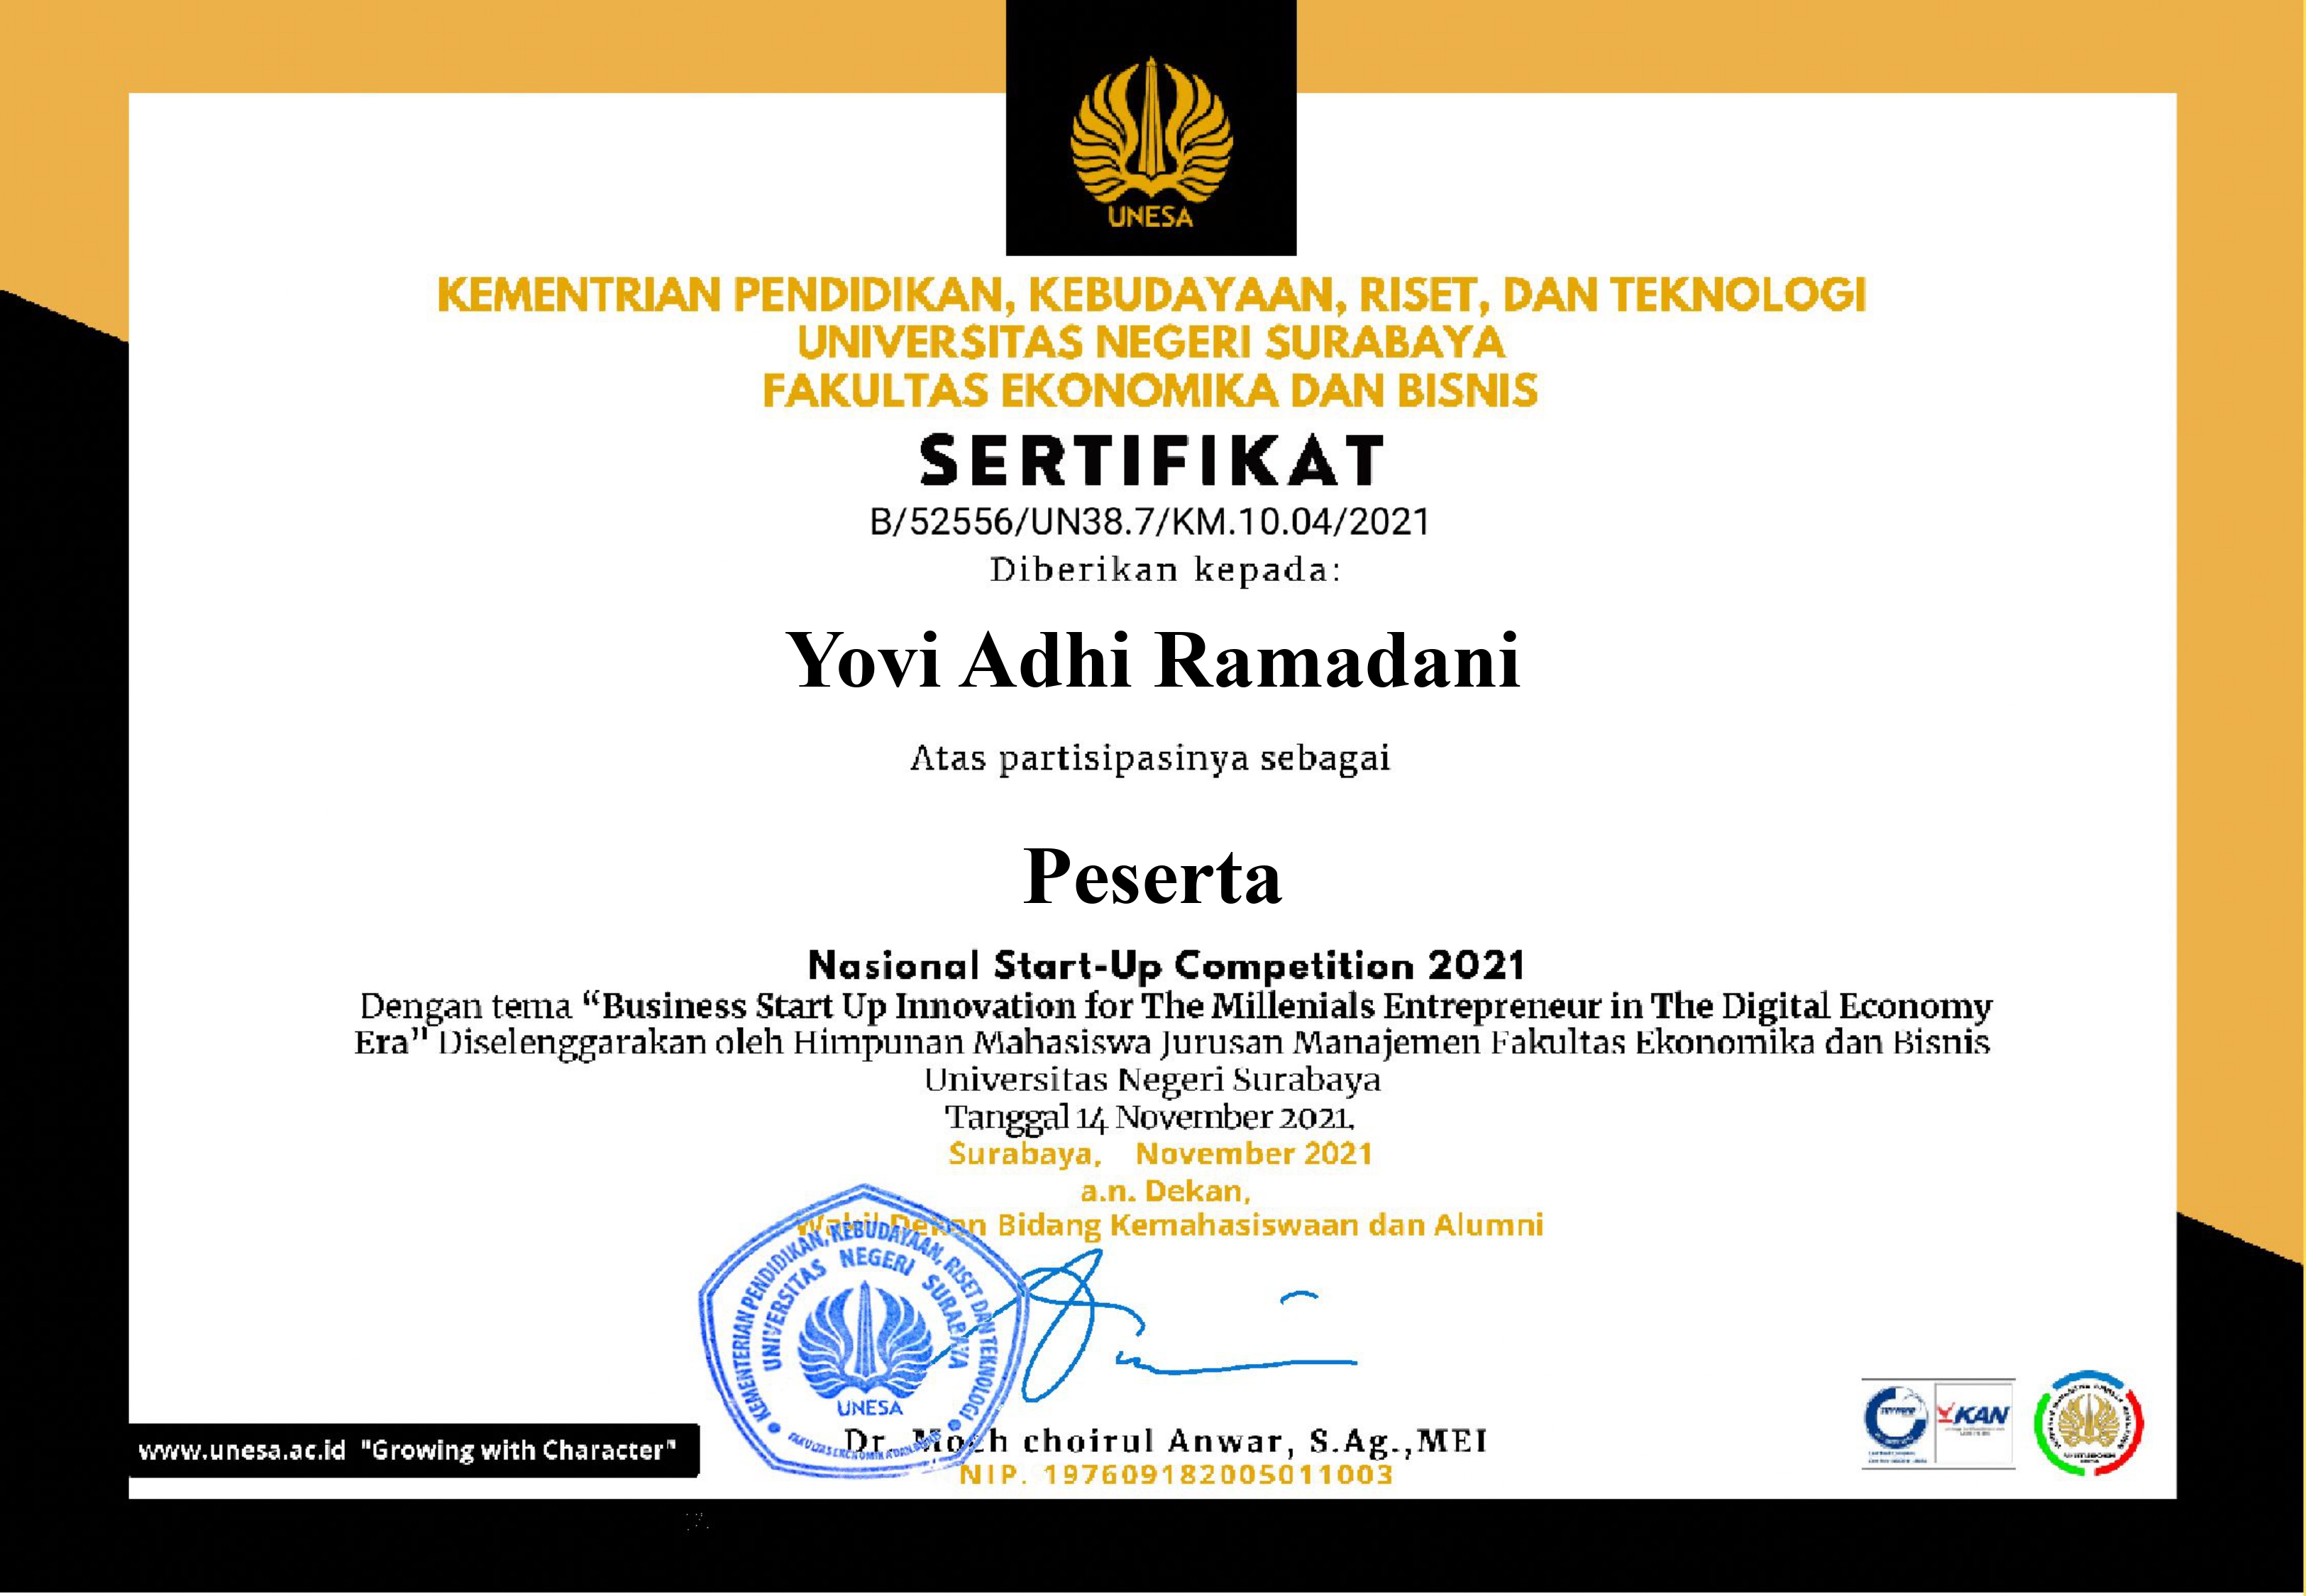 UNESA
KEMENTRIAN PENDIDIKAN, KEBUDAYAAN, RISET, DAN TEKNOLOGI
UNIVERSITAS NEGERI SURABAYA
FAKULTAS EKONOMIKA DAN BISNIS
SERTIFIKAT
B/52556/UN38.7/KM.10.04/2021
Diberikan kepada:
Yovi Adhi Ramadani
Atas partisipasinya sebagai
Peserta
Nasional Start-Up Competition 2021
Dengan tema “Business Start Up Innovation for The Millenials Entrepreneur in The Digital Economy
Era” Diselenggarakan oleh Himpunan Mahasiswa Jurusan Manajemen Fakultas Ekonomika dan Bisnis
Universitas Negeri Surabaya
Tanggal 14 November 2021,
Surabaya, November 2021
a.n. Dekan,
Wakil Dekan Bidang Kemahasiswaan dan Alumni
KEMENTERIAN PENDIDIKAN, KEBUDAYAAN, RISET DAN TEKNOLOGI
UNIVERSITAS NEGERI SURABAYA
UNESA
FAKULTAS EKONOMIKA DAN BISNIS
Dr. Moch choirul Anwar, S.Ag.,MEI
NIP. 197609182005011003
www.unesa.ac.id "Growing with Character"
KAN